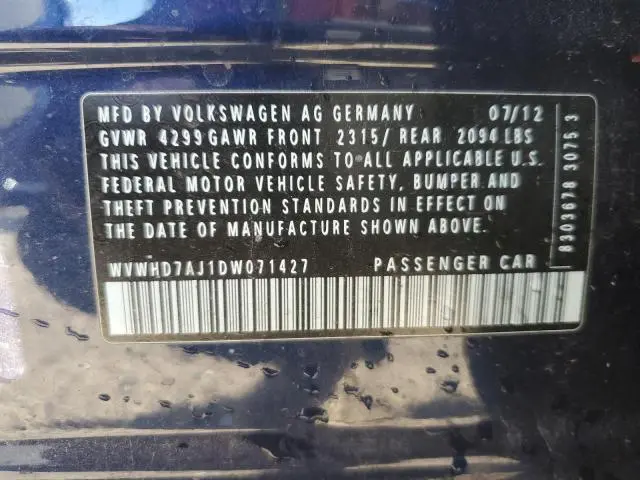 MFD BY VOLKSWAGEN AG GERMANY 07/12
GVWR 4299 GAWR FRONT 2315/ REAR 2094 LBS
THIS VEHICLE CONFORMS TO ALL APPLICABLE U.S.
FEDERAL MOTOR VEHICLE SAFETY, BUMPER AND
THEFT PREVENTION STANDARDS IN EFFECT ON
THE DATE OF MANUFACTURE SHOWN ABOVE.
WVWHD7AJ1DW071427 PASSENGER CAR
8303678 3075 3